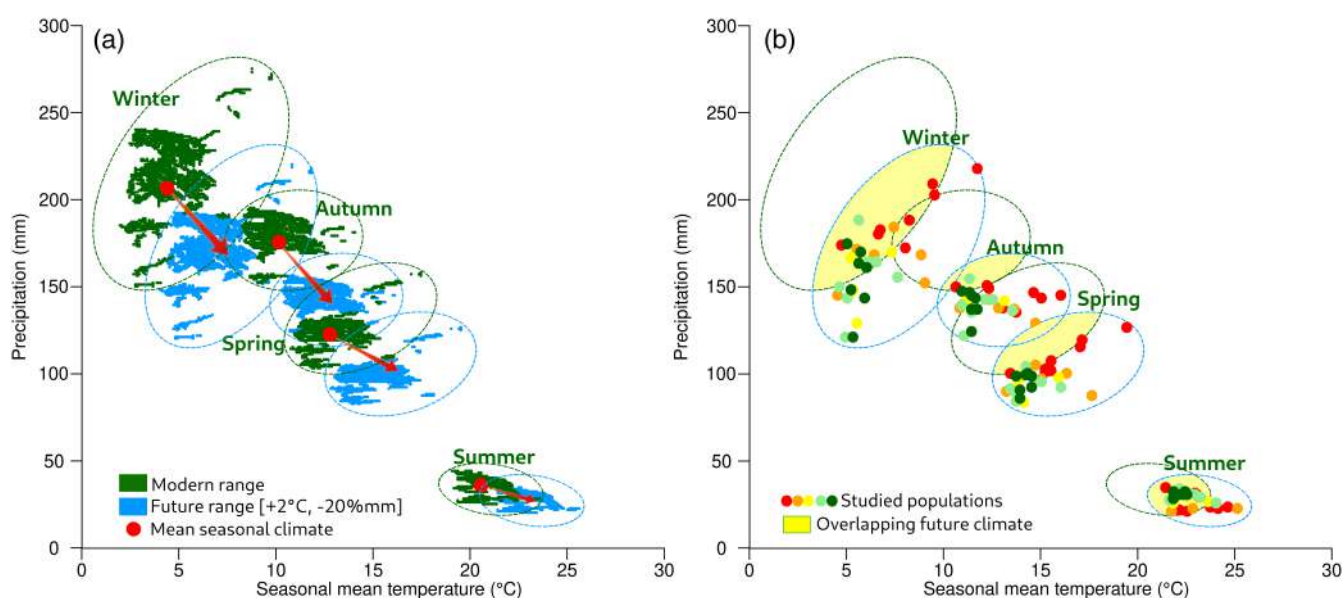 (a)
300
250
200
150
100
50
0
Precipitation (mm)
Winter
Autumn
Spring
Summer
Modern range
Future range [+2°C, -20%mm]
Mean seasonal climate
0 5 10 15 20 25 30
Seasonal mean temperature (°C)
(b)
300
250
200
150
100
50
0
Precipitation (mm)
Winter
Autumn
Spring
Summer
Studied populations
Overlapping future climate
0 5 10 15 20 25 30
Seasonal mean temperature (°C)